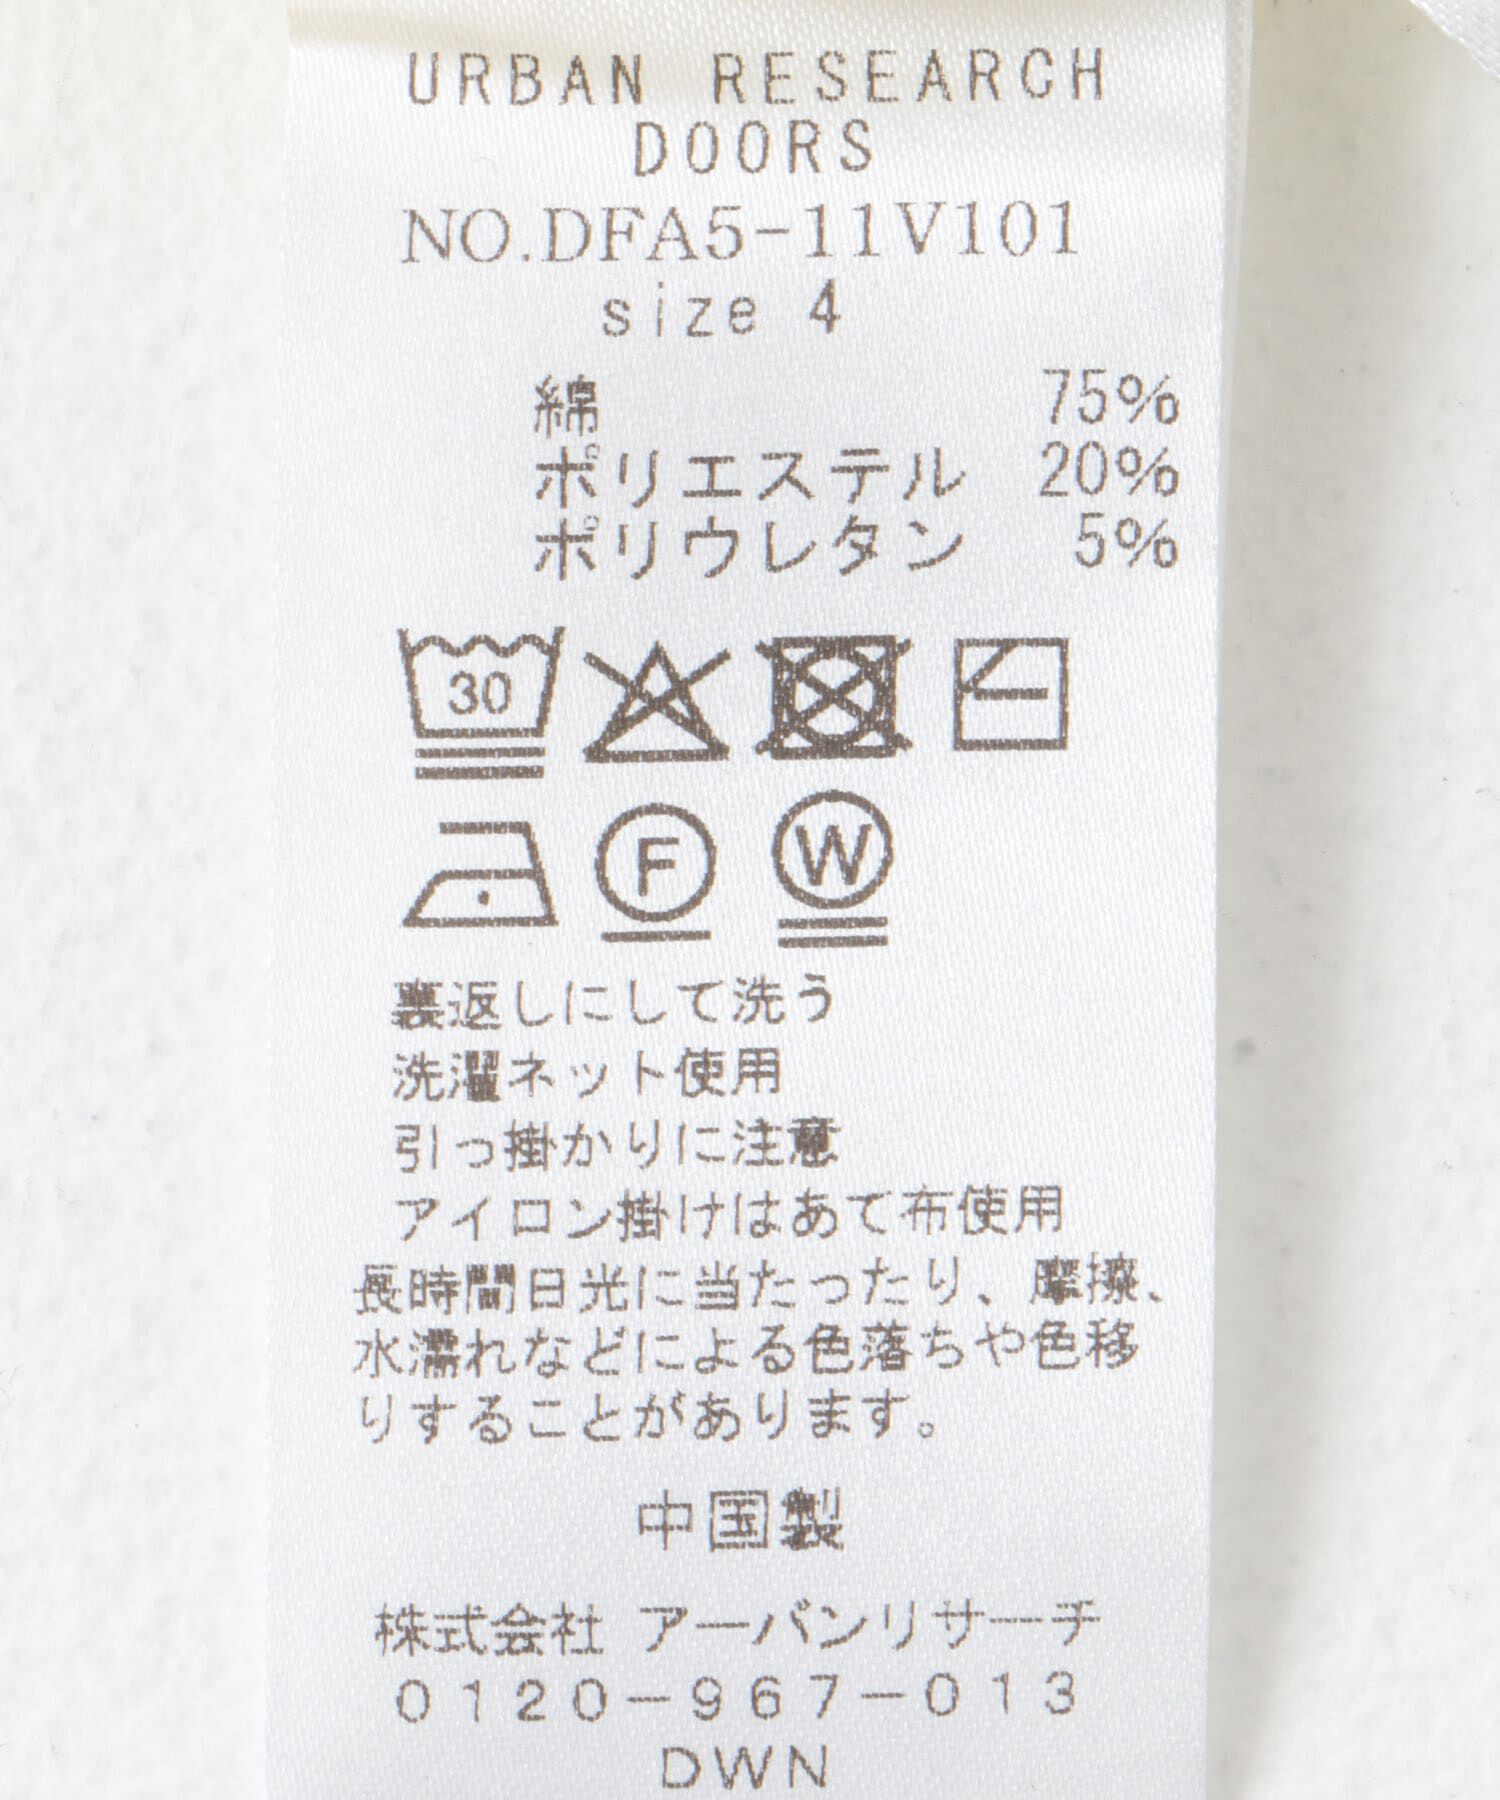 URBAN RESEARCH
DOORS
NO.DFA5-11V101
size 4
綿 75%
ポリエステル 20%
ポリウレタン 5%
30
F
W
裏返しにして洗う
洗濯ネット使用
引っ掛かりに注意
アイロン掛けはあて布使用
長時間日光に当たったり、摩擦、
水濡れなどによる色落ちや色移
りすることがあります。
中国製
株式会社 アーバンリサーチ
0120-967-013
DWN